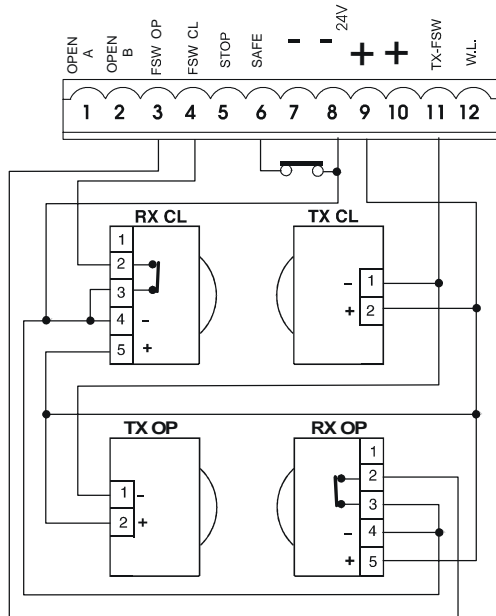 OPEN A
OPEN B
FSW OP
FSW CL
STOP
SAFE
-
-
24V
+
+
TX-FSW
W.L.
1 2 3 4 5 6 7 8 9 10 11 12
RX CL
1
2
3
4 -
5 +
TX CL
- 1
+ 2
TX OP
1 -
2 +
RX OP
1
2
3
- 4
+ 5